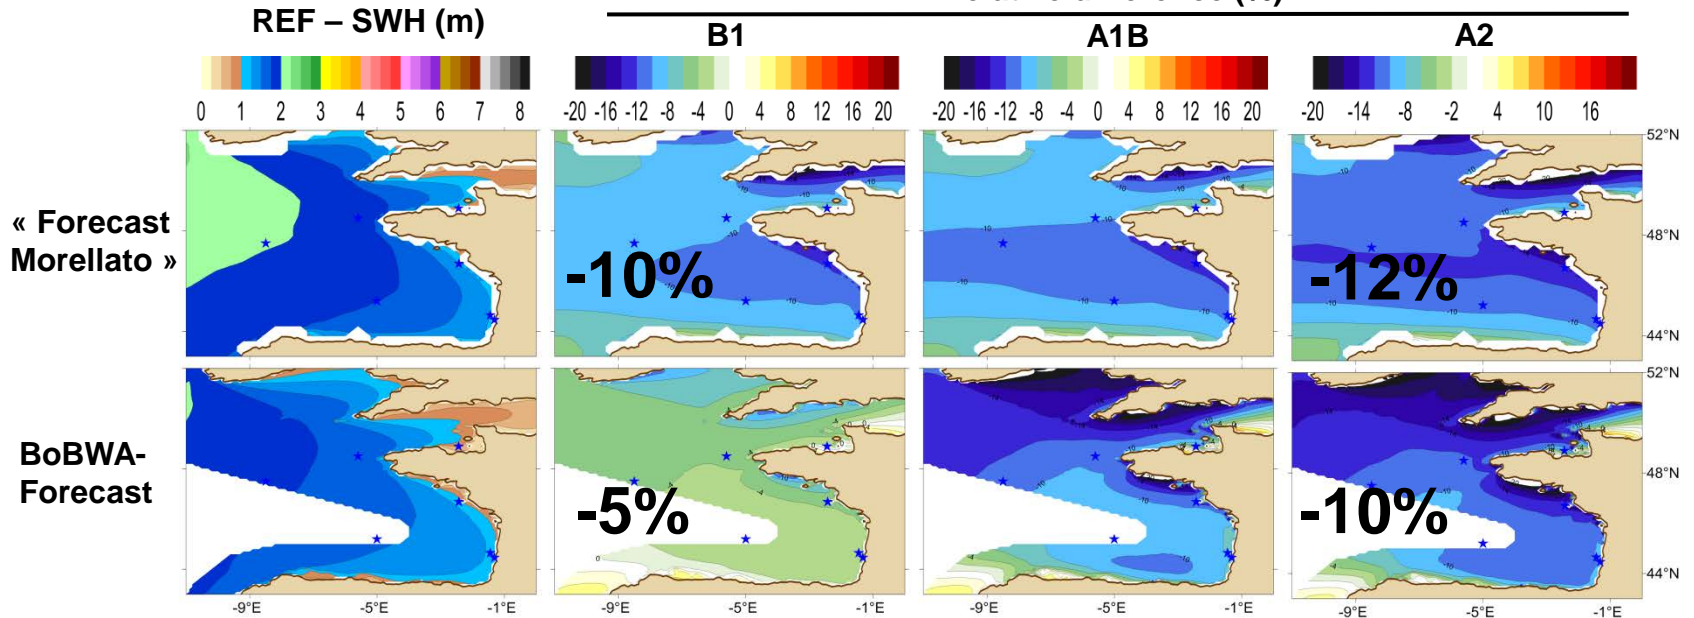 REF – SWH (m)
B1
A1B
A2
0 1 2 3 4 5 6 7 8
-20 -16 -12 -8 -4 0 4 8 12 16 20
-20 -16 -12 -8 -4 0 4 8 12 16 20
-20 -14 -8 -2 4 10 16
« Forecast
Morellato »
-10%
-12%
52°N
48°N
44°N
BoBWA-
Forecast
-5%
-10%
52°N
48°N
44°N
-9°E -5°E -1°E
-9°E -5°E -1°E
-9°E -5°E -1°E
-9°E -5°E -1°E